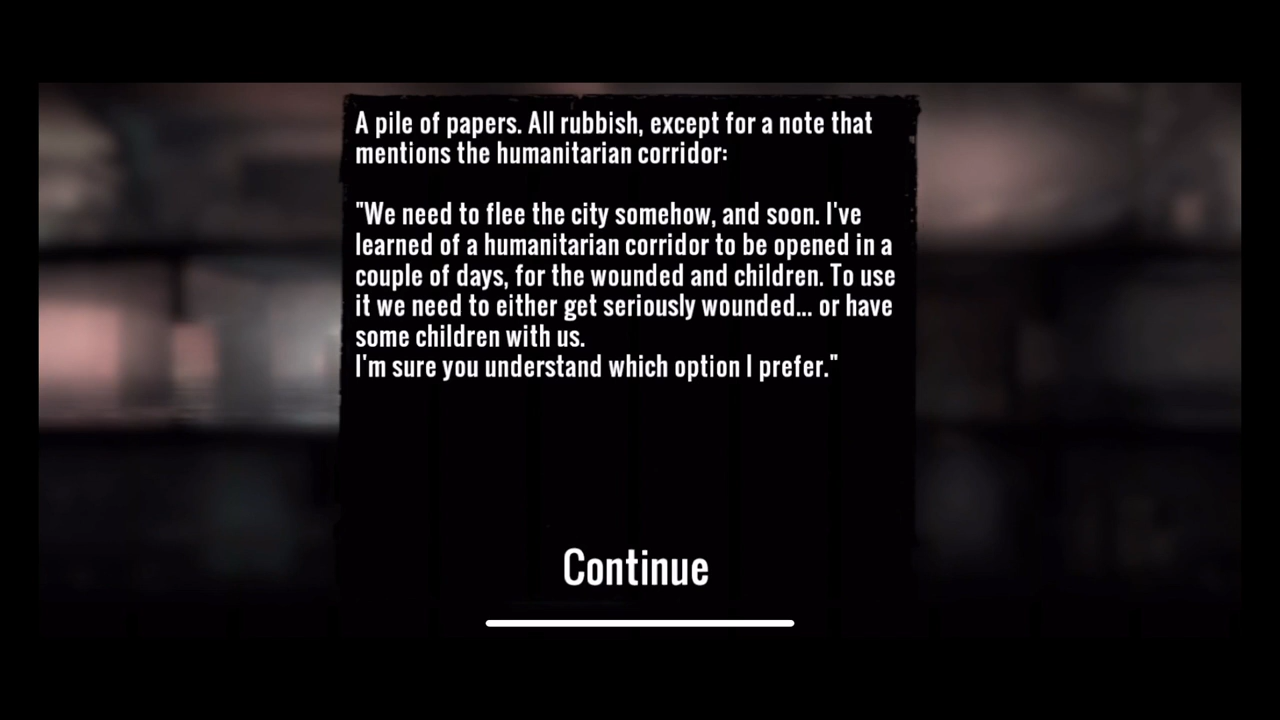 A pile of papers. All rubbish, except for a note that
mentions the humanitarian corridor:
"We need to flee the city somehow, and soon. I've
learned of a humanitarian corridor to be opened in a
couple of days, for the wounded and children. To use
it we need to either get seriously wounded... or have
some children with us.
I'm sure you understand which option I prefer."
Continue